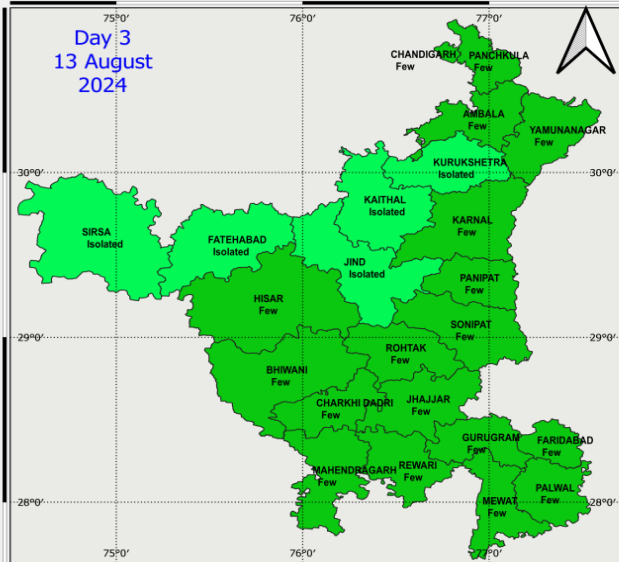 75°0'
76°0'
77°0'
Day 3
13 August
2024
CHANDIGARH
Few
PANCHKULA
Few
AMBALA
Few
YAMUNANAGAR
Few
KURUKSHETRA
Isolated
30°0'
30°0'
KAITHAL
Isolated
KARNAL
Few
SIRSA
Isolated
FATEHABAD
Isolated
JIND
Isolated
PANIPAT
Few
HISAR
Few
SONIPAT
Few
29°0'
29°0'
ROHTAK
Few
BHIWANI
Few
CHARKHI DADRI
Few
JHAJJAR
Few
GURUGRAM
Few
FARIDABAD
Few
MAHENDRAGARH
Few
REWARI
Few
PALWAL
Few
MEWAT
Few
28°0'
28°0'
75°0'
76°0'
77°0'